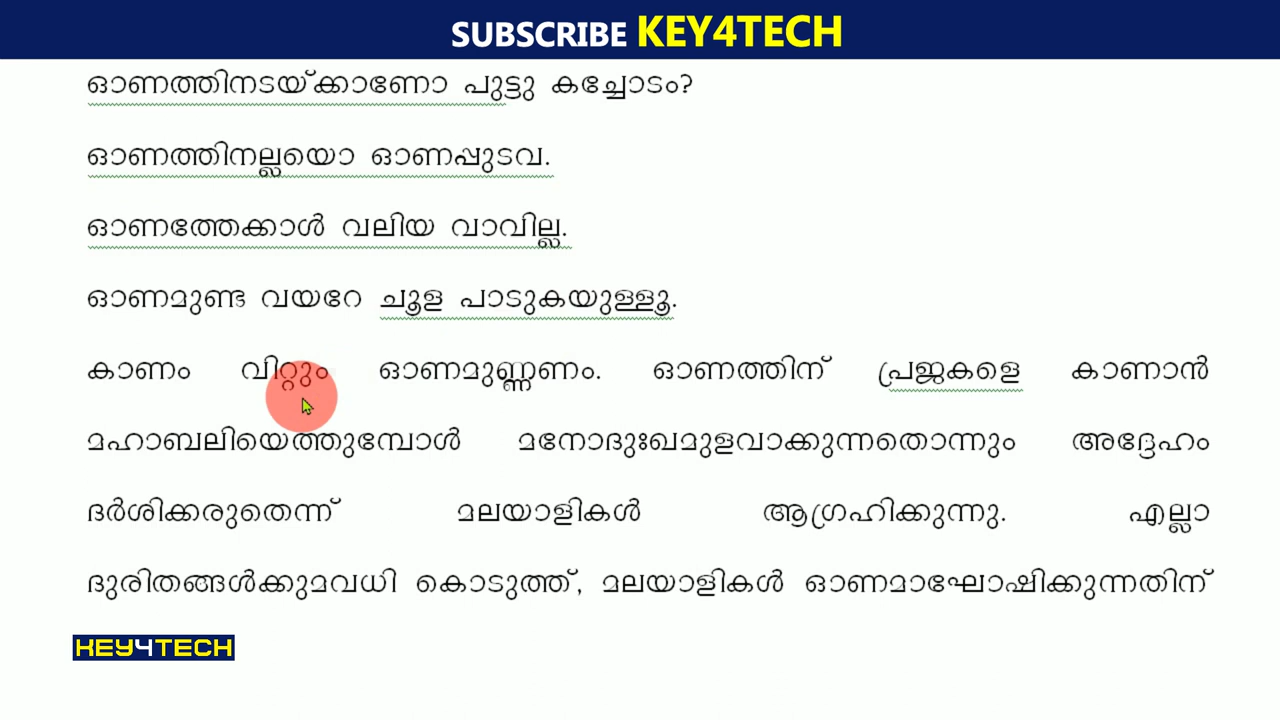 SUBSCRIBE KEY4TECH
ഓണത്തിനടയ്ക്കാണോ പുട്ടു കച്ചോടം?
ഓണത്തിനല്ലയൊ ഓണപ്പുടവ.
ഓണത്തേക്കാൾ വലിയ വാവില്ല.
ഓണമുണ്ട വയറേ ചൂള പാടുകയുള്ളൂ.
കാണം വിറ്റും ഓണമുണ്ണണം. ഓണത്തിന് പ്രജകളെ കാണാൻ
മഹാബലിയെത്തുമ്പോൾ മനോദുഃഖമുളവാക്കുന്നതൊന്നും അദ്ദേഹം
ദർശിക്കരുതെന്ന് മലയാളികൾ ആഗ്രഹിക്കുന്നു. എല്ലാ
ദുരിതങ്ങൾക്കുമവധി കൊടുത്ത്, മലയാളികൾ ഓണമാഘോഷിക്കുന്നതിന്
KEY4TECH